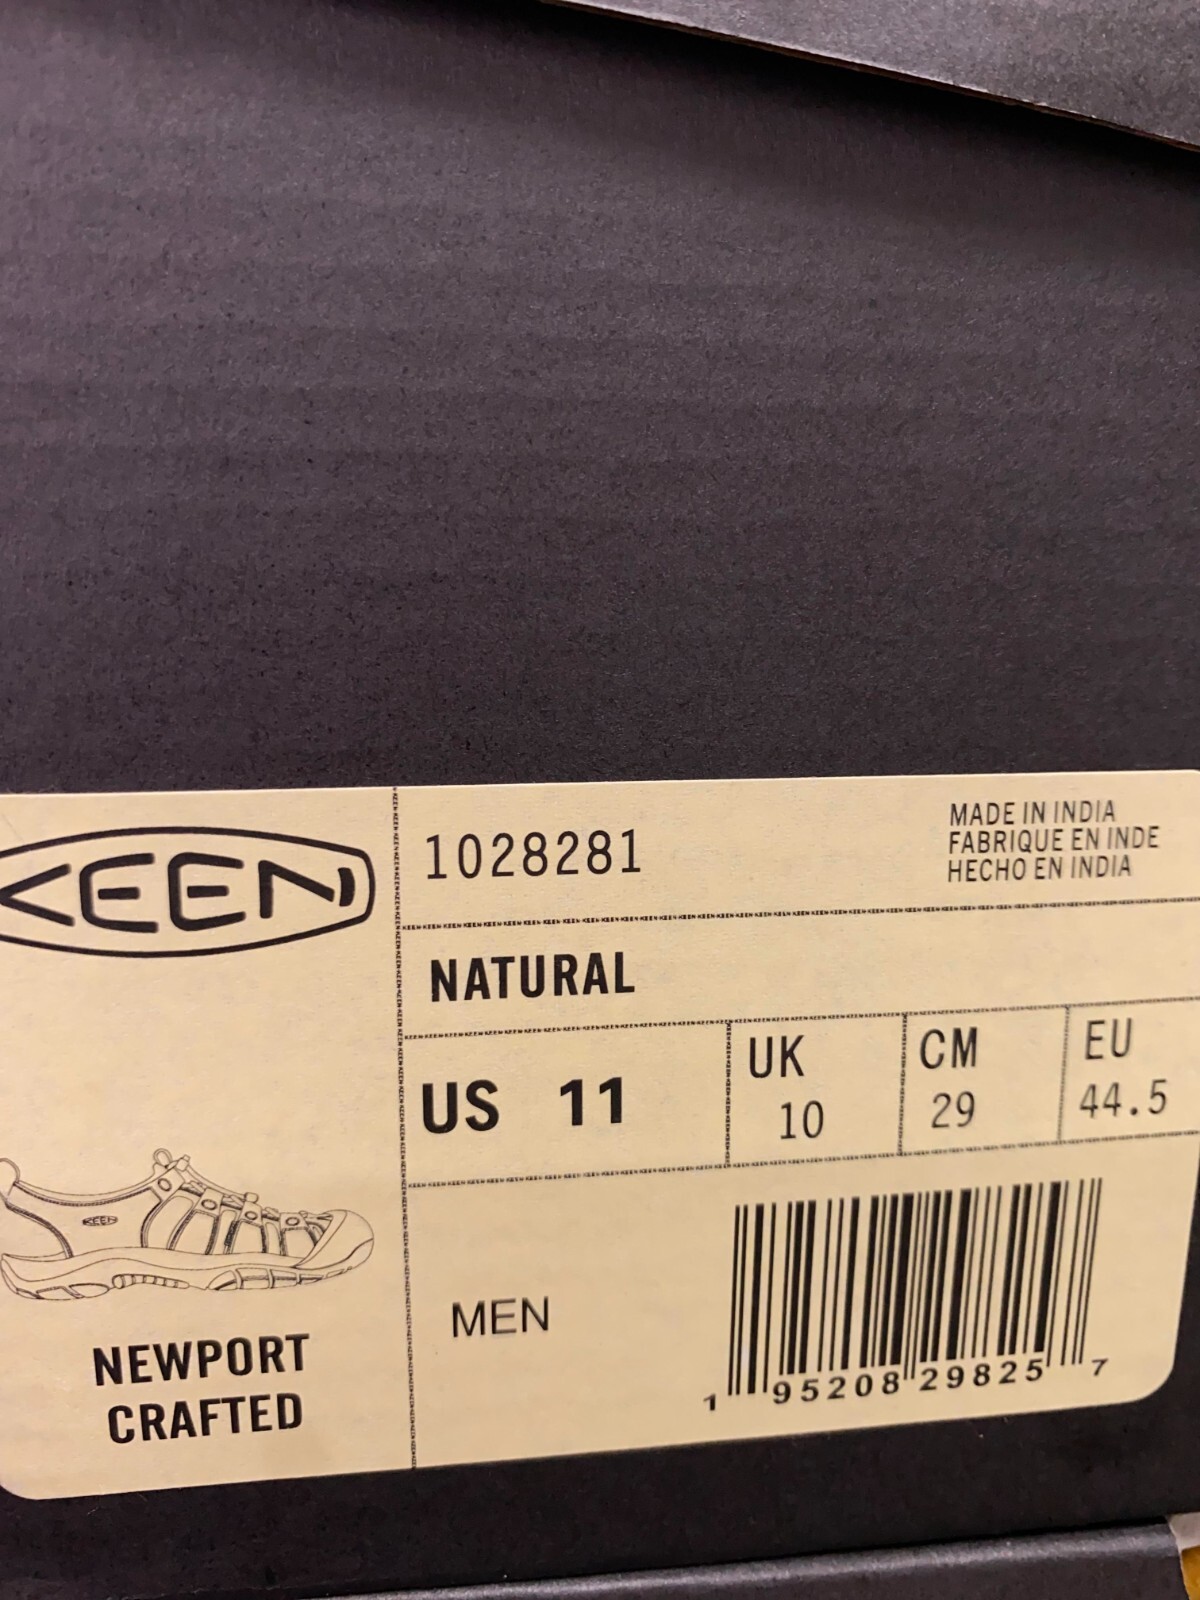 KEEN
1028281
MADE IN INDIA
FABRIQUE EN INDE
HECHO EN INDIA
NATURAL
US 11
UK
10
CM
29
EU
44.5
KEEN
NEWPORT
CRAFTED
MEN
1 95208 29825 7